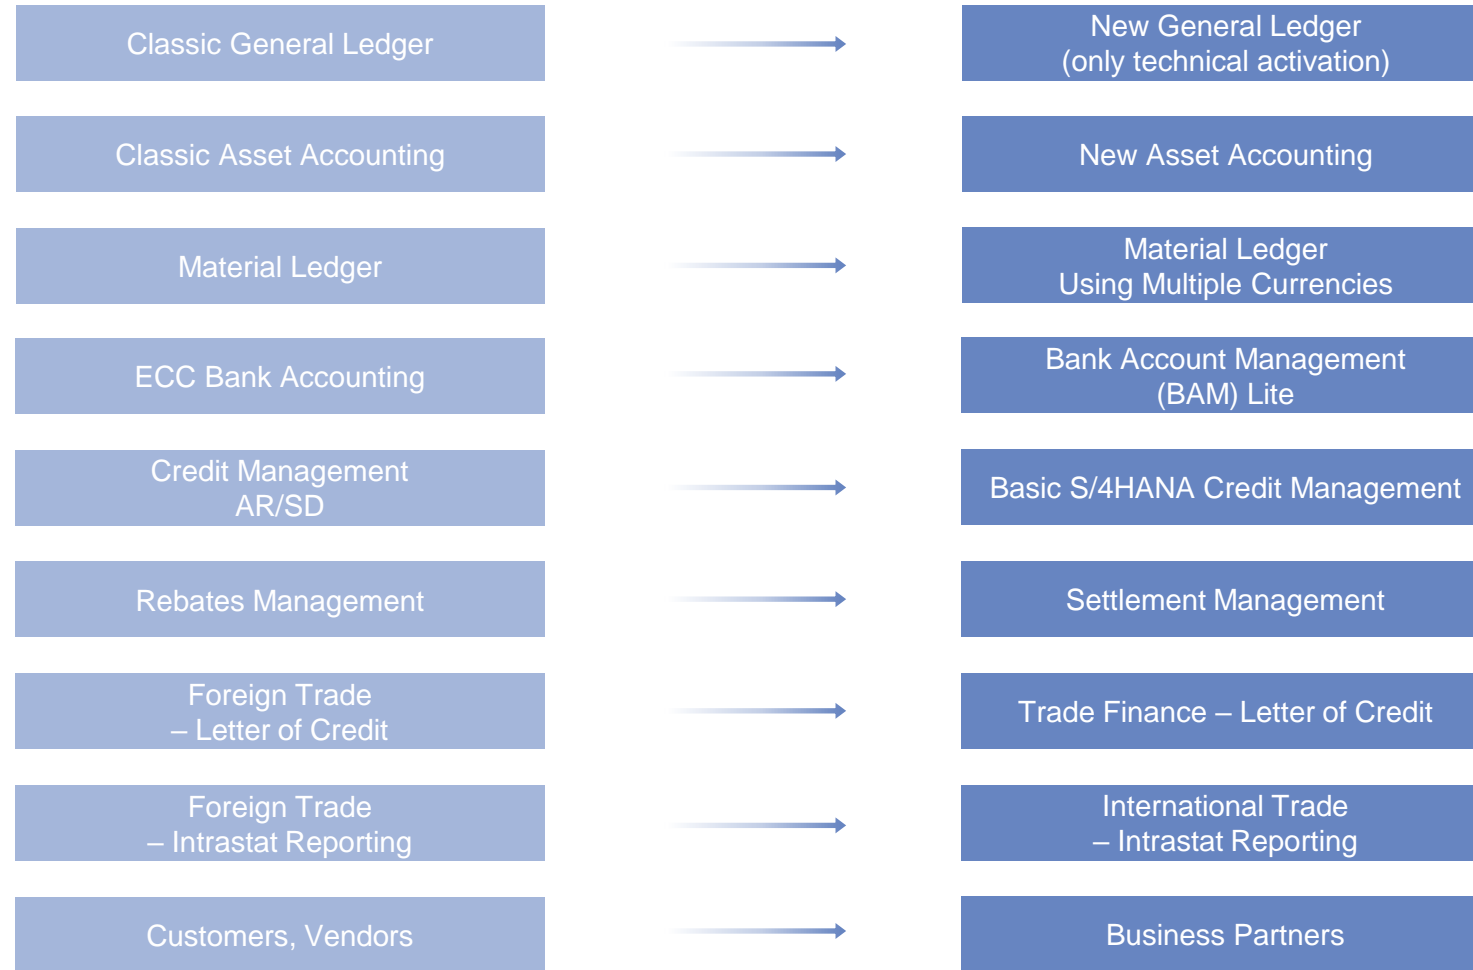 Classic General Ledger
New General Ledger
(only technical activation)
Classic Asset Accounting
New Asset Accounting
Material Ledger
Material Ledger
Using Multiple Currencies
ECC Bank Accounting
Bank Account Management
(BAM) Lite
Credit Management
AR/SD
Basic S/4HANA Credit Management
Rebates Management
Settlement Management
Foreign Trade
– Letter of Credit
Trade Finance – Letter of Credit
Foreign Trade
– Intrastat Reporting
International Trade
– Intrastat Reporting
Customers, Vendors
Business Partners